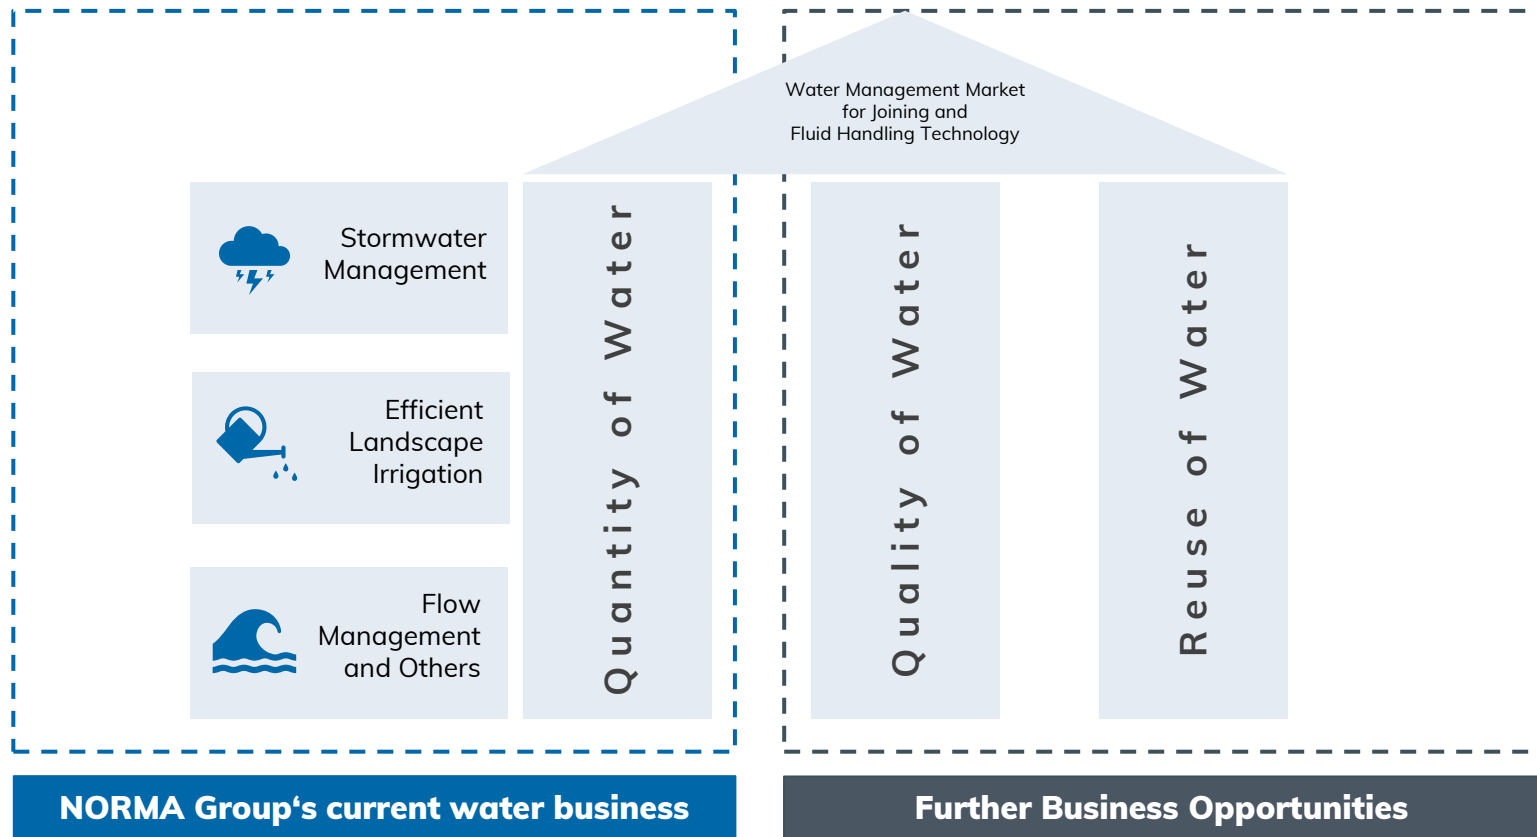 Water Management Market
for Joining and
Fluid Handling Technology
Stormwater
Management
Efficient
Landscape
Irrigation
Flow
Management
and Others
Quantity of Water
Quality of Water
Reuse of Water
NORMA Group‘s current water business
Further Business Opportunities